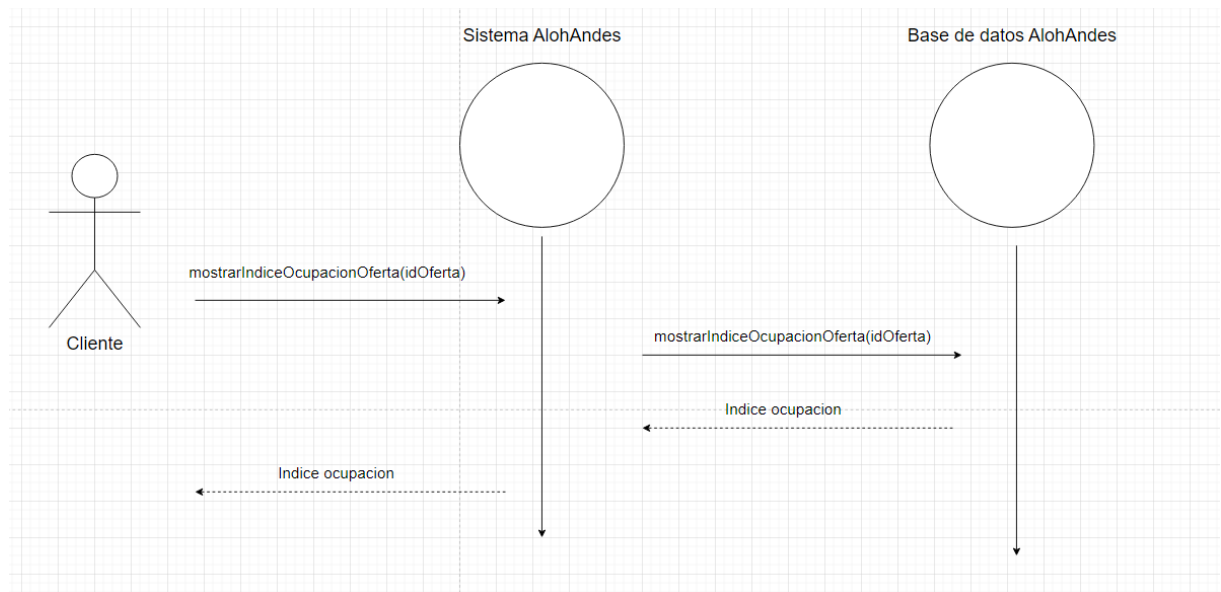 Sistema AlohAndes
Base de datos AlohAndes
mostrarIndiceOcupacionOferta(idOferta)
Cliente
mostrarIndiceOcupacionOferta(idOferta)
Indice ocupacion
Indice ocupacion